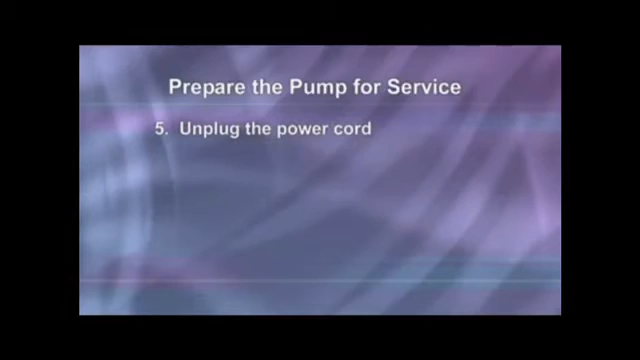 Prepare the Pump for Service
5. Unplug the power cord